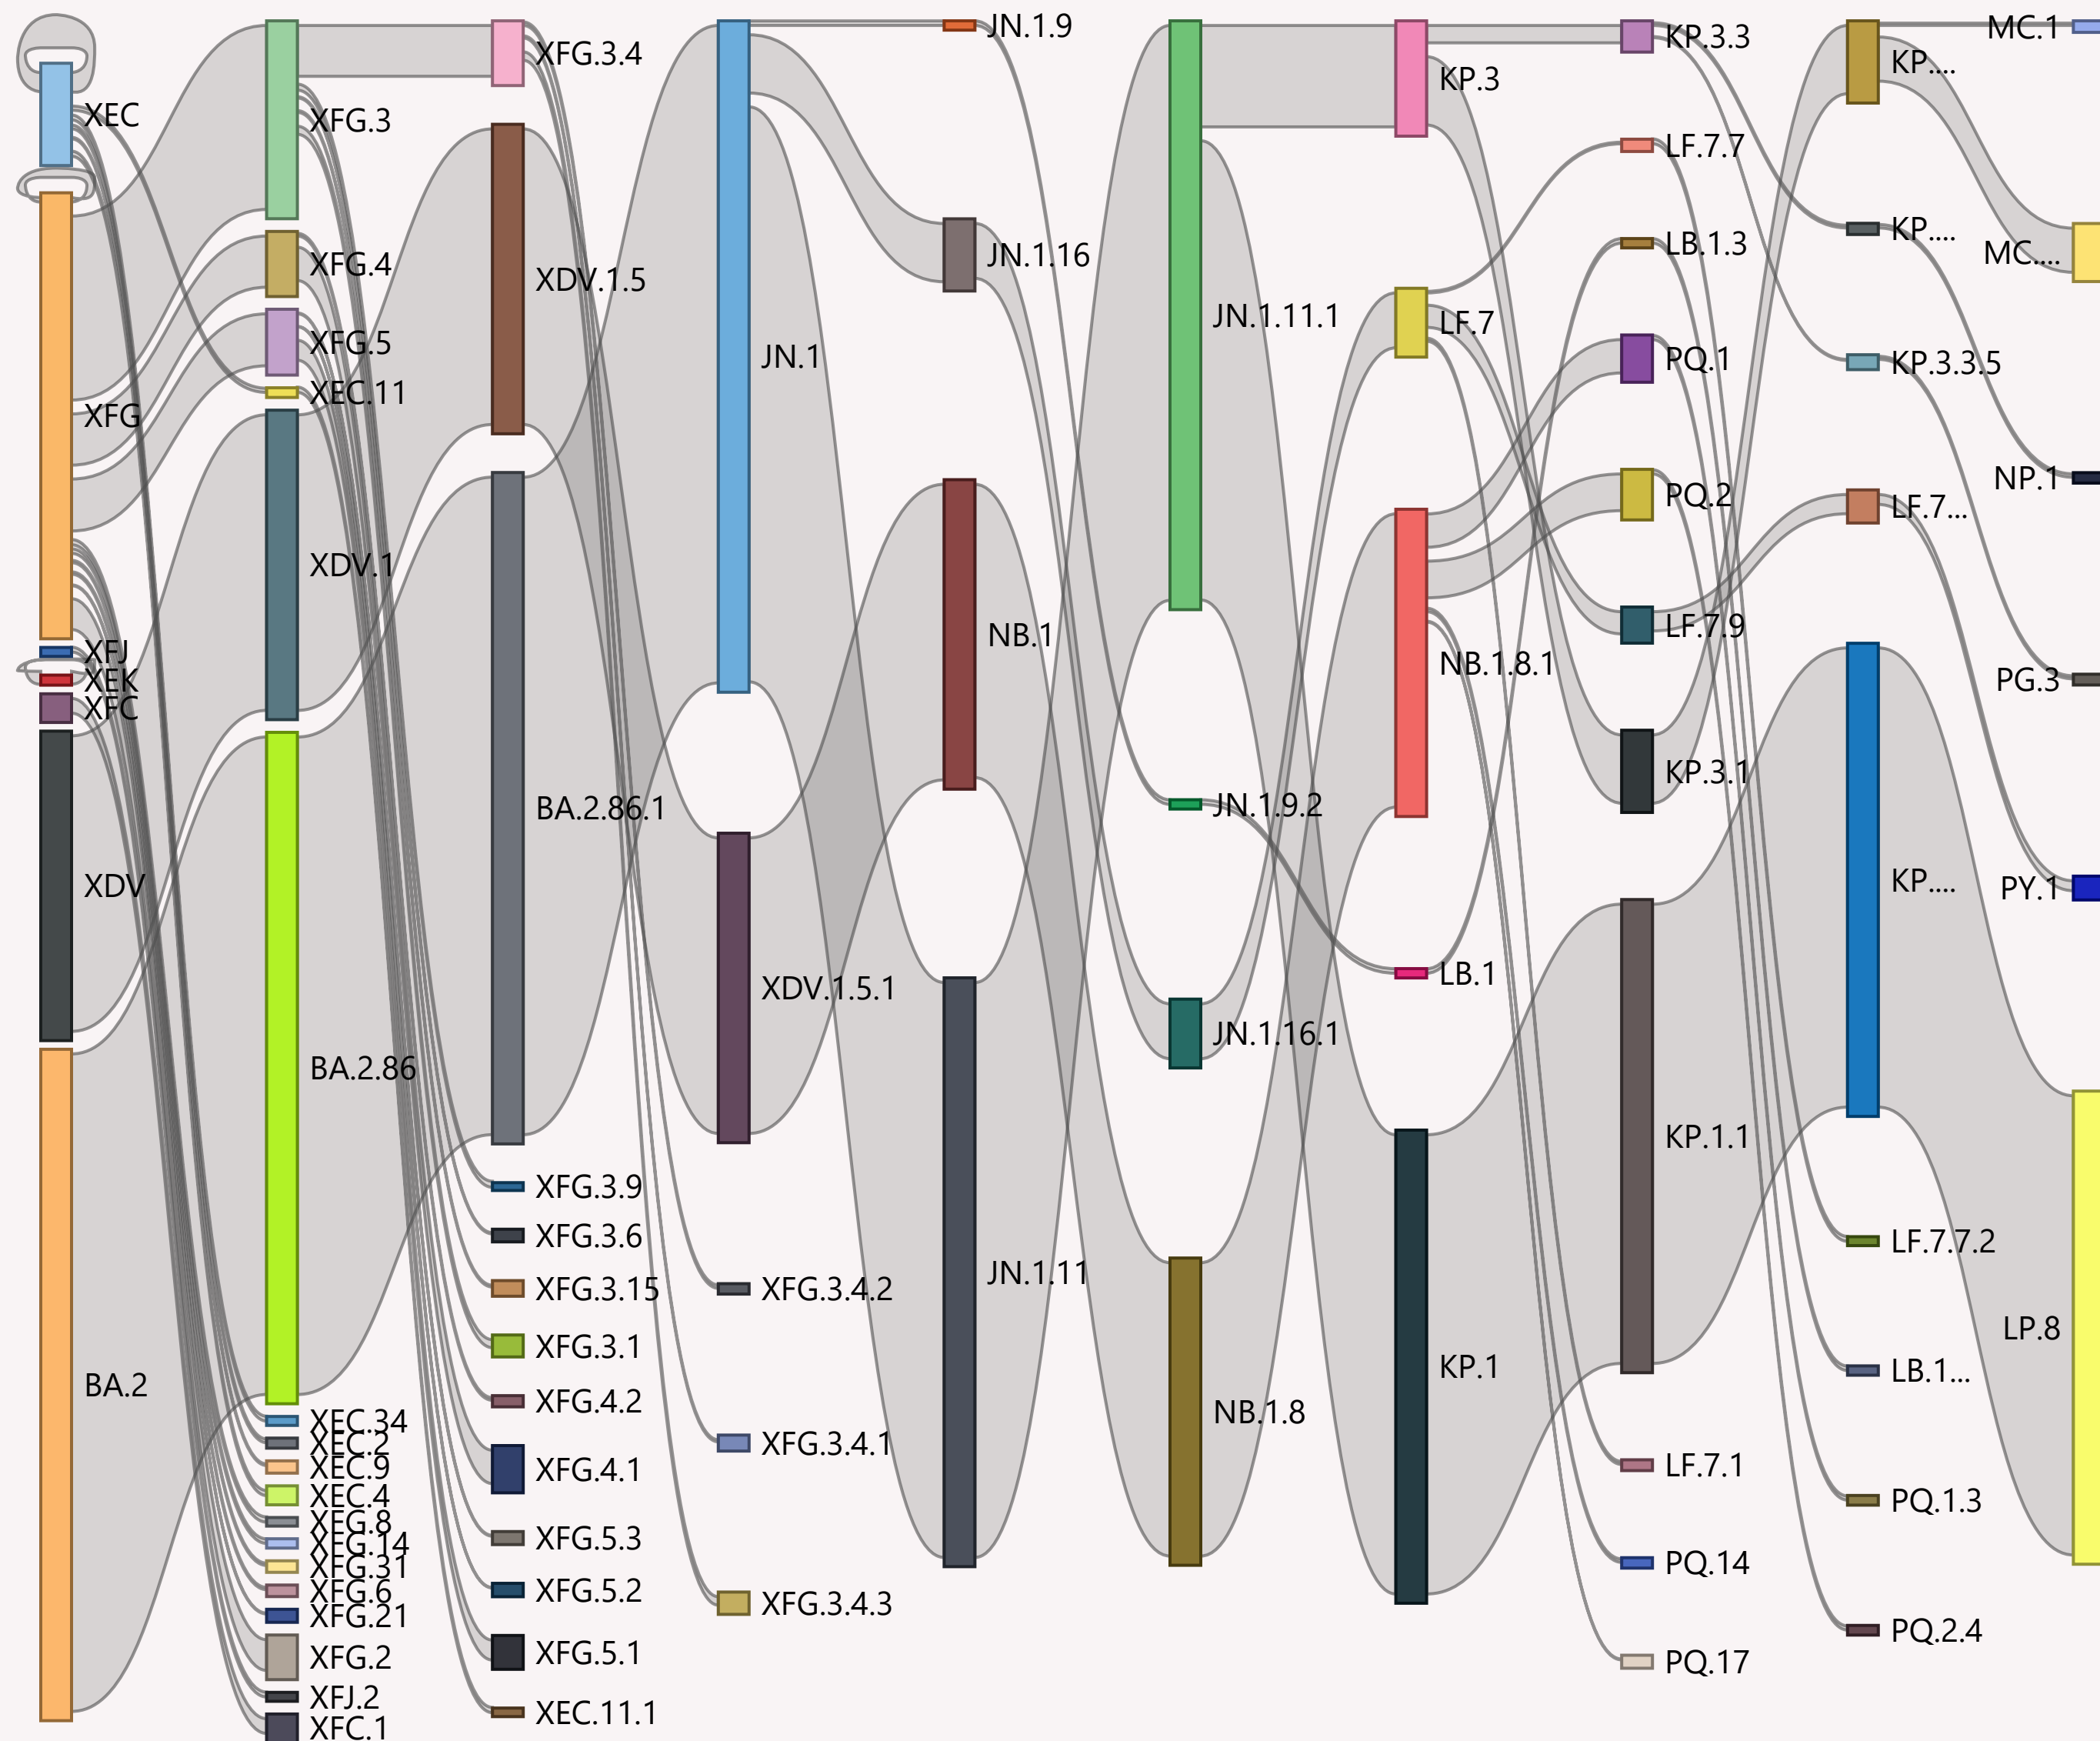 XEC
XFG
XFJ
XEK
XFC
XDV
BA.2
XFG.3
XFG.4
XFG.5
XEC.11
XDV.1
BA.2.86
XEC.34
XEC.2
XEC.9
XEC.4
XFG.8
XFG.14
XFG.31
XFG.6
XFG.21
XFG.2
XFJ.2
XFC.1
XFG.3.4
XDV.1.5
BA.2.86.1
XFG.3.9
XFG.3.6
XFG.3.15
XFG.3.1
XFG.4.2
XFG.4.1
XFG.5.3
XFG.5.2
XFG.5.1
XEC.11.1
JN.1
XDV.1.5.1
XFG.3.4.2
XFG.3.4.1
XFG.3.4.3
JN.1.9
JN.1.16
NB.1
JN.1.11
JN.1.11.1
JN.1.9.2
JN.1.16.1
NB.1.8
KP.3
LF.7
NB.1.8.1
LB.1
KP.1
KP.3.3
LF.7.7
LB.1.3
PQ.1
PQ.2
LF.7.9
KP.3.1
KP.1.1
LF.7.1
PQ.14
PQ.17
KP....
KP....
KP.3.3.5
LF.7...
KP....
LF.7.7.2
LB.1...
PQ.1.3
PQ.2.4
MC.1
MC....
NP.1
PG.3
PY.1
LP.8